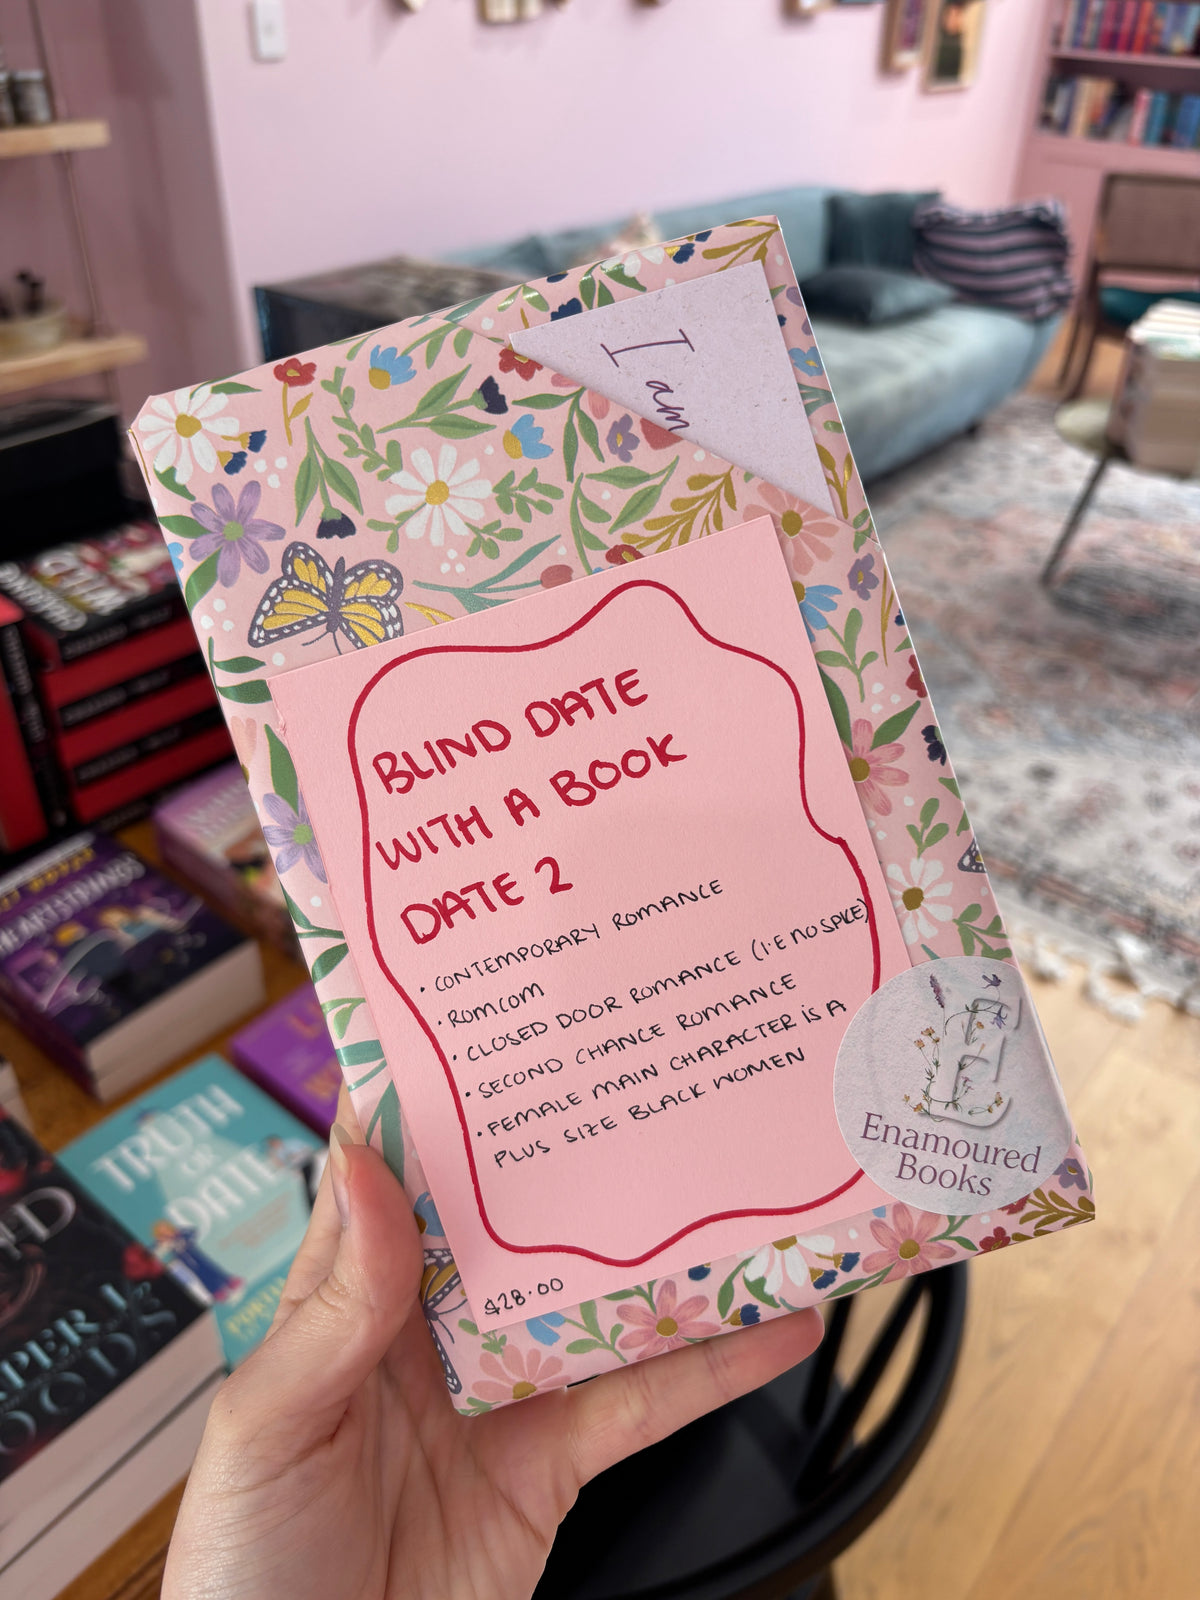 I am
BLIND DATE
WITH A BOOK
DATE 2
• CONTEMPORARY ROMANCE
• ROMCOM
• CLOSED DOOR ROMANCE (I.E NO SPICE)
• SECOND CHANCE ROMANCE
• FEMALE MAIN CHARACTER IS A
PLUS SIZE BLACK WOMEN
$28.00
E
Enamoured
Books
HEARTSTRINGS
TRUTH
OR
DATE